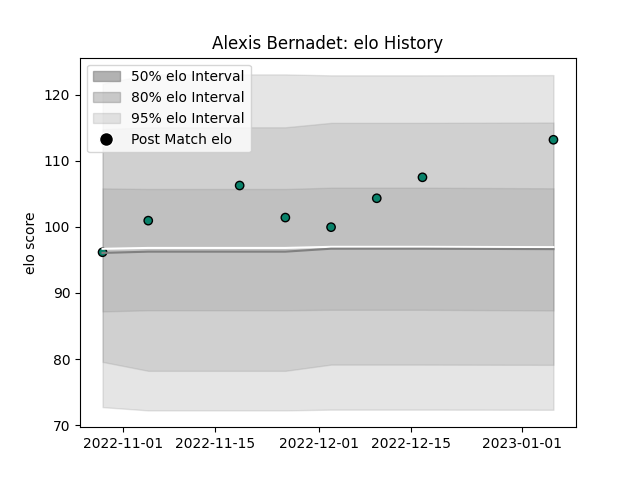 Alexis Bernadet: elo History
50% elo Interval
80% elo Interval
95% elo Interval
Post Match elo
elo score
120
110
100
90
80
70
2022-11-01
2022-11-15
2022-12-01
2022-12-15
2023-01-01